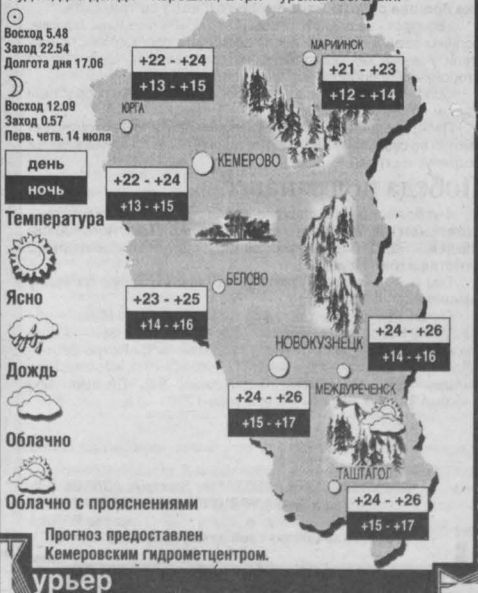 Восход 5.48
Заход 22.54
Долгота дня 17.06
Восход 12.09
Заход 0.57
Перв. четв. 14 июля
день
ночь
Температура
Ясно
Дождь
Облачно
Облачно с прояснениями
МАРИИНСК
+21 - +23
+12 - +14
+22 - +24
+13 - +15
ЮРГА
КЕМЕРОВО
+22 - +24
+13 - +15
БЕЛОВО
+23 - +25
+14 - +16
НОВОКУЗНЕЦК
+24 - +26
+14 - +16
МЕЖДУРЕЧЕНСК
+24 - +26
+15 - +17
ТАШТАГОЛ
+24 - +26
+15 - +17
Прогноз предоставлен
Кемеровским гидрометцентром.
урьер